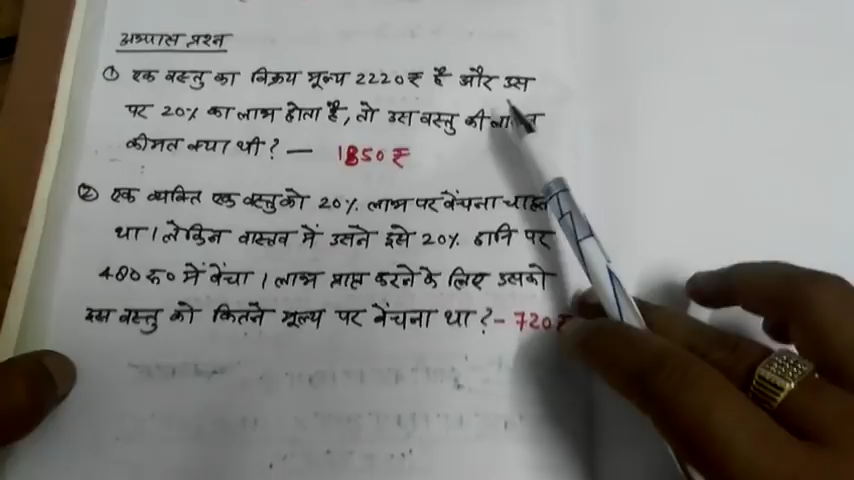 अभ्यास प्रश्न
① एक वस्तु का विक्रय मूल्य 2220₹ है और उस
पर 20% का लाभ होता है, तो उस वस्तु की
कीमत क्या थी? — 1850₹
② एक व्यक्ति एक वस्तु को 20% लाभ पर बेंचना चाहता
था। लेकिन वास्तव में उसने इसे 20% हानि पर
480 रु० में बेंचा। लाभ प्राप्त करने के लिए उसको
इस वस्तु को कितने मूल्य पर बेंचना था? - 720₹